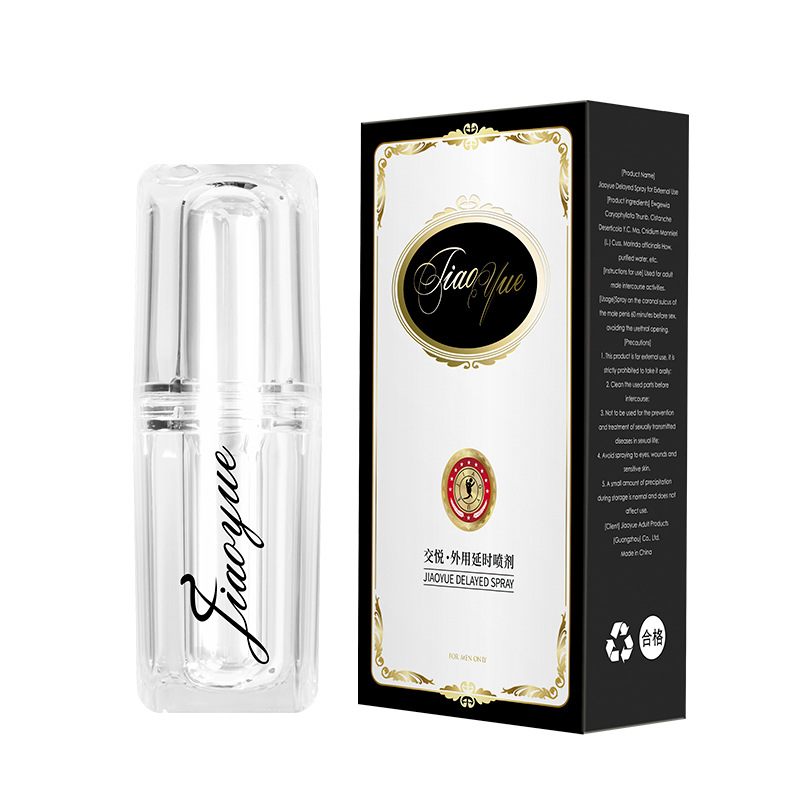 Jiaoyue
Jiao Yue
交悦·外用延时喷剂
JIAOYUE DELAYED SPRAY
FOR MEN ONLY
[Product Name]
Jiaoyue Delayed Spray for External Use
[Product ingredients] Ewgewia
Caryophyllata Thunb, Cistanche
Deserticola Y.C. Ma, Cnidium Monnieri
(L.) Cuss, Morinda officinalis How,
purified water, etc.
[Instructions for use] Used for adult
male intercourse activities.
[Usage]Spray on the coronal sulcus of
the male penis 60 minutes before sex,
avoiding the urethral opening.
[Precautions]
1. This product is for external use, it is
strictly prohibited to take it orally;
2. Clean the used parts before
intercourse;
3. Not to be used for the prevention
and treatment of sexually transmitted
diseases in sexual life;
4. Avoid spraying to eyes, wounds and
sensitive skin.
5. A small amount of precipitation
during storage is normal and does not
affect use.
[Client] Jiaoyue Adult Products
(Guangzhou) Co., Ltd.
Made in China
合格